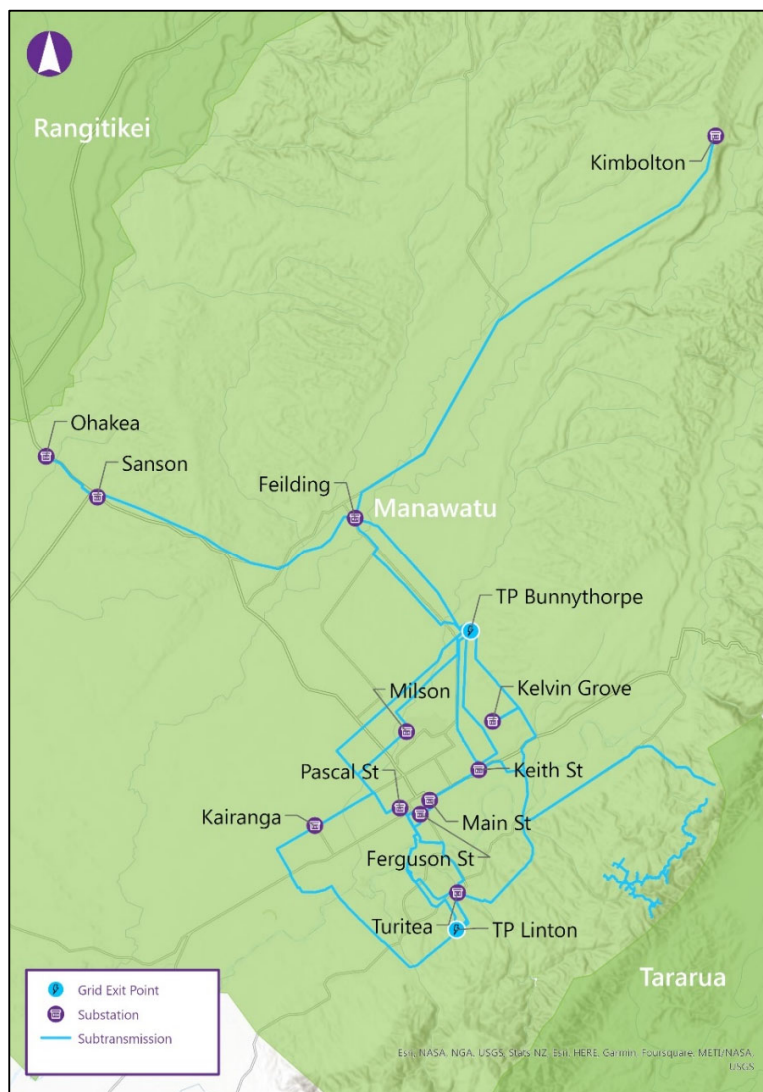 Rangitikei
Kimbolton
Ohakea
Sanson
Feilding
Manawatu
TP Bunnythorpe
Milson
Kelvin Grove
Pascal St
Keith St
Kairanga
Main St
Ferguson St
Turitea
TP Linton
Tararua
Grid Exit Point
Substation
Subtransmission
Esri, NASA, NGA, USGS, Stats NZ, Esri, HERE, Garmin, Foursquare, METI/NASA,
USGS